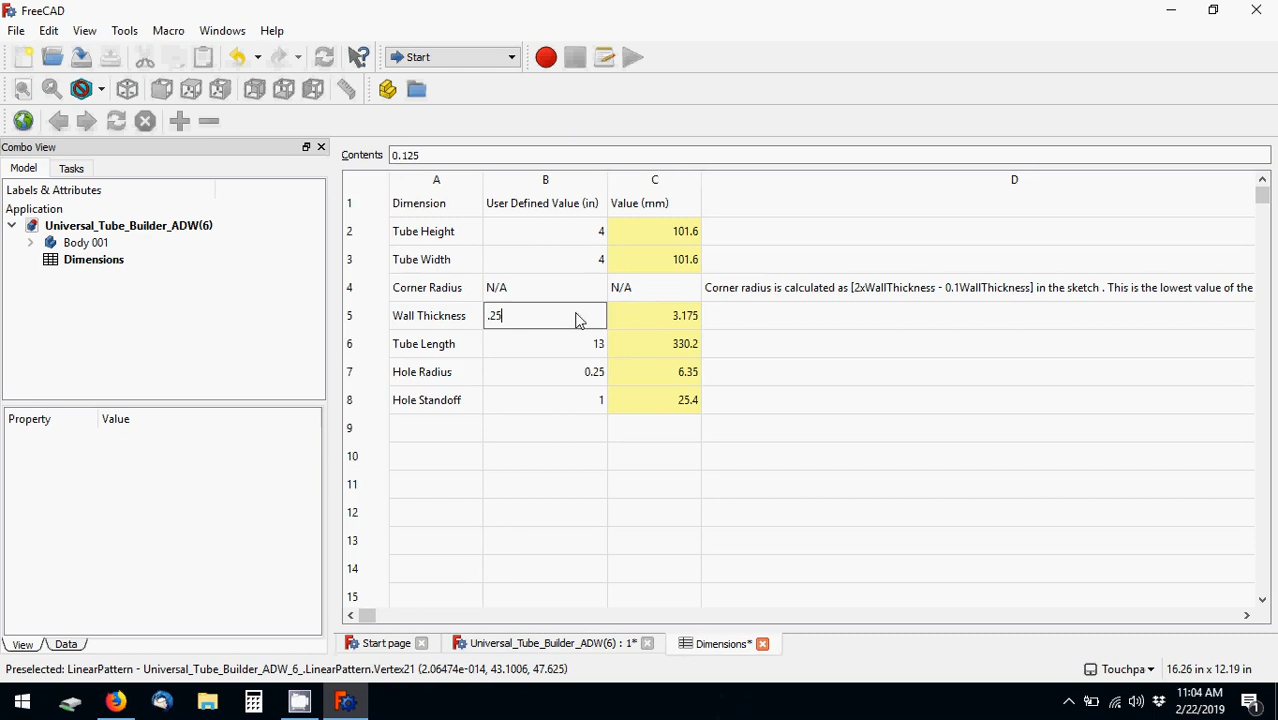 FreeCAD
File Edit View Tools Macro Windows Help
Start
Combo View
Model Tasks
Labels & Attributes
Application
Universal_Tube_Builder_ADW(6)
Body 001
Dimensions
Property Value
View Data
Contents 0.125
A B C D
1 Dimension User Defined Value (in) Value (mm)
2 Tube Height 4 101.6
3 Tube Width 4 101.6
4 Corner Radius N/A N/A Corner radius is calculated as [2xWallThickness - 0.1WallThickness] in the sketch . This is the lowest value of the
5 Wall Thickness .25 3.175
6 Tube Length 13 330.2
7 Hole Radius 0.25 6.35
8 Hole Standoff 1 25.4
9
10
11
12
13
14
15
Start page Universal_Tube_Builder_ADW(6) : 1* Dimensions*
Preselected: LinearPattern - Universal_Tube_Builder_ADW_6_.LinearPattern.Vertex21 (2.06474e-014, 43.1006, 47.625) Touchpa 16.26 in x 12.19 in
11:04 AM
2/22/2019
1